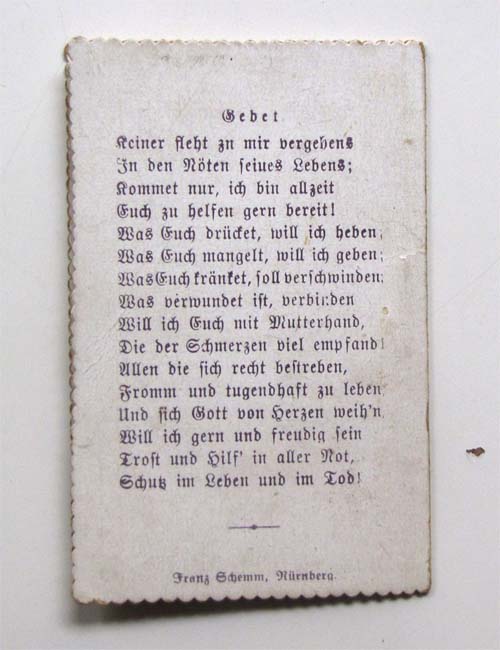 Gebet
Keiner fleht zn mir vergebens
In den Nöten seiues Lebens;
Kommet nur, ich bin allzeit
Euch zu helfen gern bereit!
Was Euch drücket, will ich heben;
Was Euch mangelt, will ich geben;
Was Euch kränket, soll verschwinden;
Was verwundet ist, verbinden
Will ich Euch mit Mutterhand,
Die der Schmerzen viel empfand!
Allen die sich recht bestreben,
Fromm und tugendhaft zu leben
Und sich Gott von Herzen weih'n
Will ich gern und freudig sein
Trost und Hilf' in aller Not,
Schutz im Leben und im Tod!
Franz Schemm, Nürnberg.